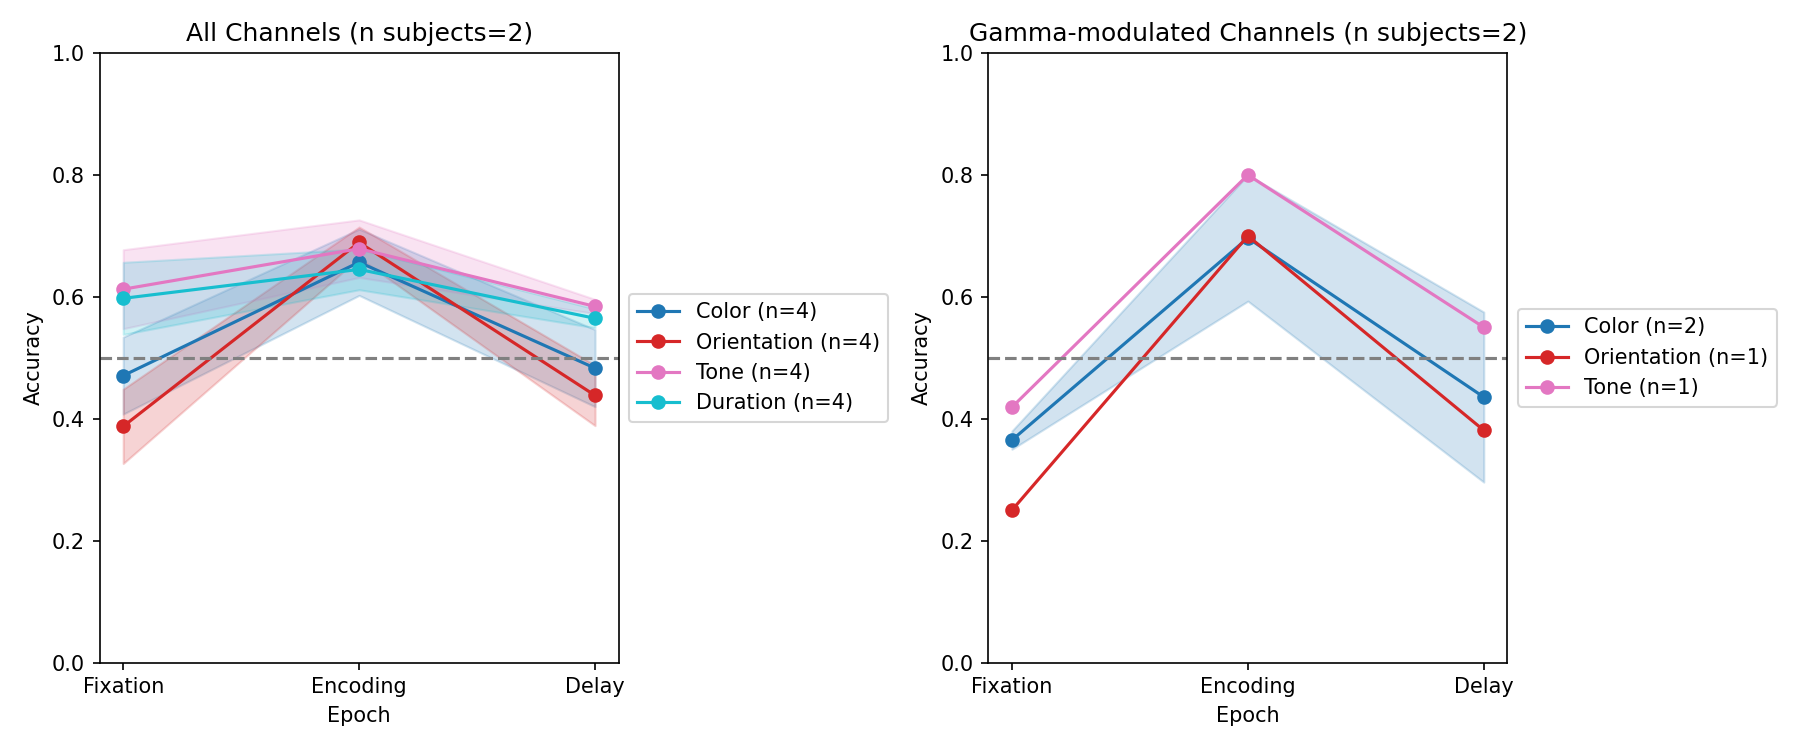 All Channels (n subjects=2)
1.0
0.8
0.6
0.4
0.2
0.0
Accuracy
Fixation
Encoding
Delay
Epoch
Color (n=4)
Orientation (n=4)
Tone (n=4)
Duration (n=4)
Gamma-modulated Channels (n subjects=2)
1.0
0.8
0.6
0.4
0.2
0.0
Accuracy
Fixation
Encoding
Delay
Epoch
Color (n=2)
Orientation (n=1)
Tone (n=1)